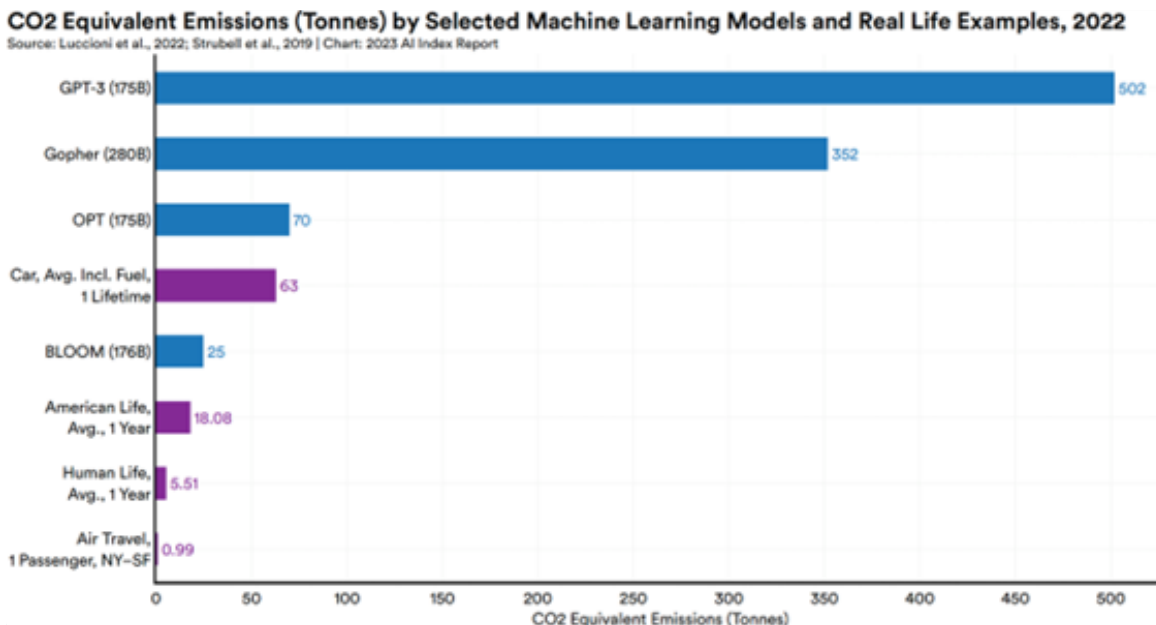 CO2 Equivalent Emissions (Tonnes) by Selected Machine Learning Models and Real Life Examples, 2022
Source: Luccioni et al., 2022; Strubell et al., 2019 | Chart: 2023 AI Index Report
GPT-3 (175B)
502
Gopher (280B)
352
OPT (175B)
70
Car, Avg. Incl. Fuel,
1 Lifetime
63
BLOOM (176B)
25
American Life,
Avg., 1 Year
18.08
Human Life,
Avg., 1 Year
5.51
Air Travel,
1 Passenger, NY–SF
0.99
0 50 100 150 200 250 300 350 400 450 500
CO2 Equivalent Emissions (Tonnes)